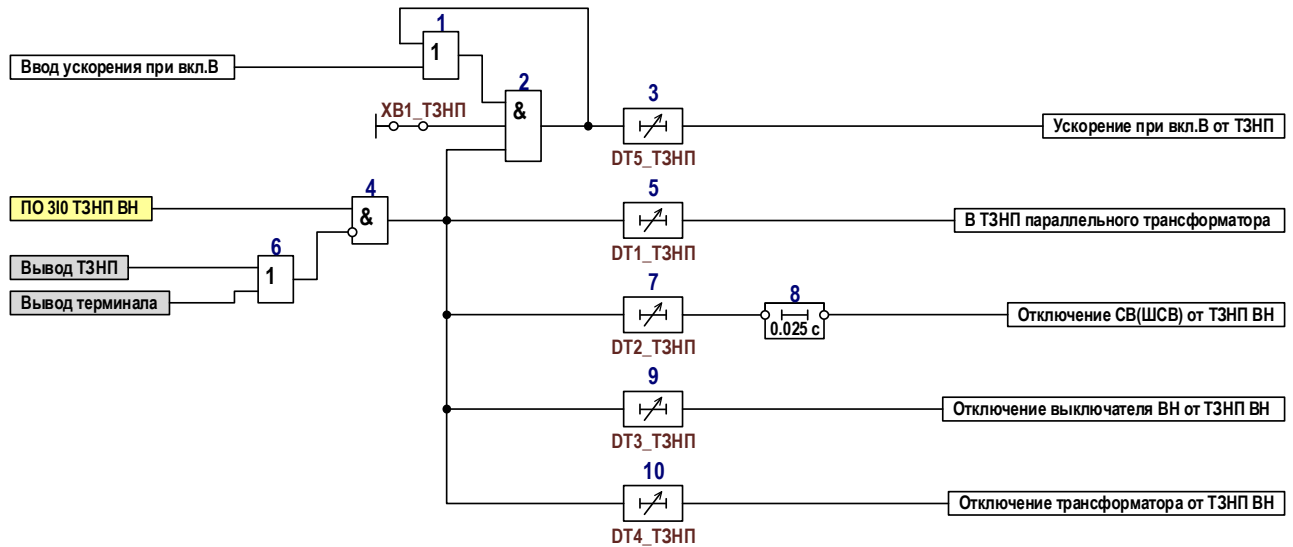 1
1
Ввод ускорения при вкл.В
2
&
ХВ1_ТЗНП
3
DT5_ТЗНП
Ускорение при вкл.В от ТЗНП
4
&
ПО 3I0 ТЗНП ВН
5
DT1_ТЗНП
В ТЗНП параллельного трансформатора
6
1
Вывод ТЗНП
Вывод терминала
7
DT2_ТЗНП
8
0.025 с
Отключение СВ(ШСВ) от ТЗНП ВН
9
DT3_ТЗНП
Отключение выключателя ВН от ТЗНП ВН
10
DT4_ТЗНП
Отключение трансформатора от ТЗНП ВН